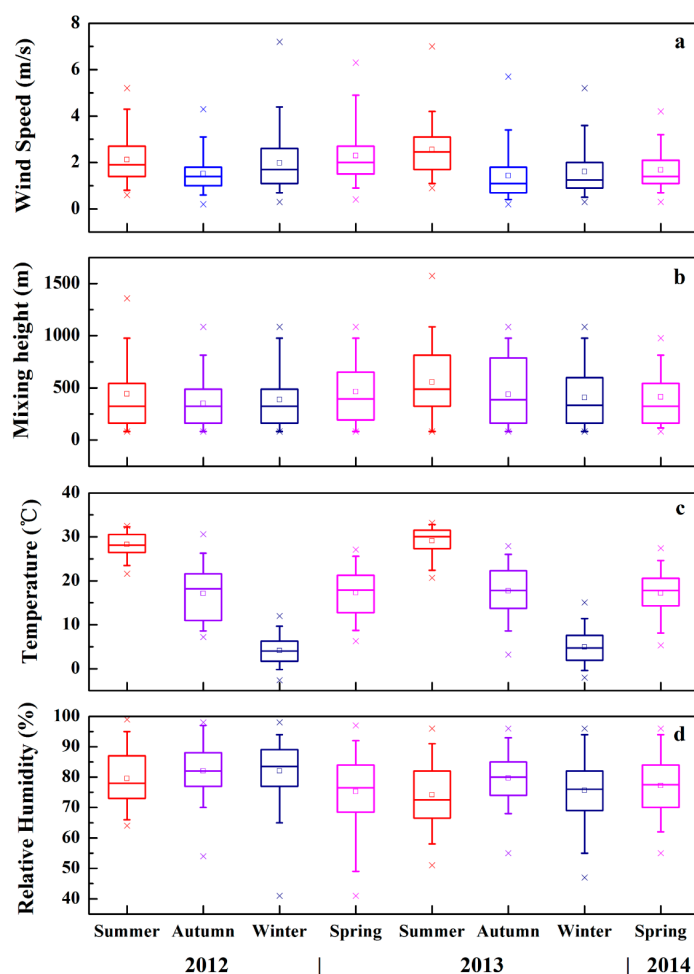 8
6
4
2
0
Wind Speed (m/s)
a
1500
1000
500
0
Mixing height (m)
b
40
30
20
10
0
Temperature (℃)
c
100
90
80
70
60
50
40
Relative Humidity (%)
d
Summer Autumn Winter Spring Summer Autumn Winter Spring
2012 | 2013 | 2014